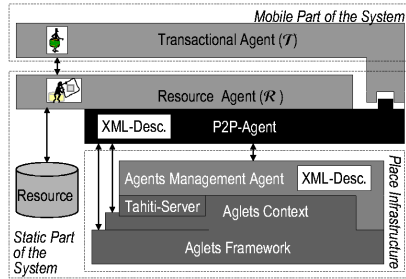 Mobile Part of the System
Transactional Agent (T)
Resource Agent (R)
XML-Desc.
P2P-Agent
Agents Management Agent
XML-Desc.
Tahiti-Server
Aglets Context
Aglets Framework
Resource
Static Part
of the
System
Place Infrastructure